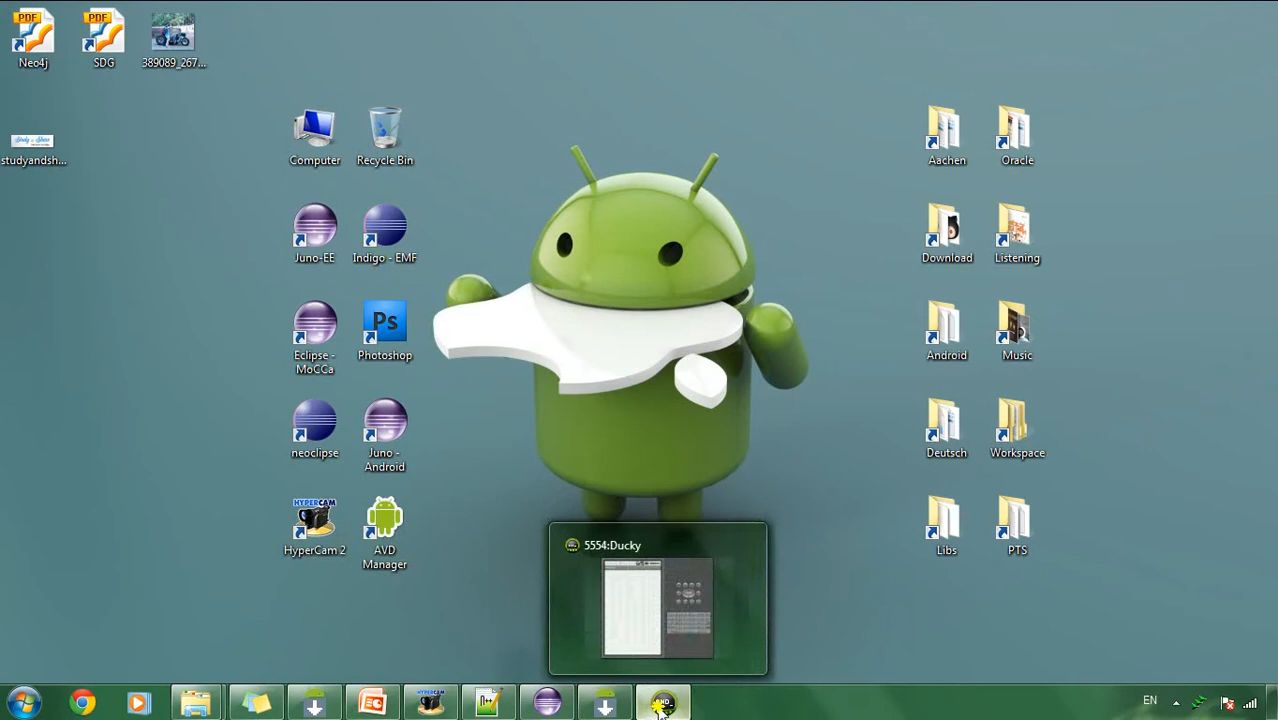 Neo4j
SDG
389089_267...
studyandsh...
Computer
Recycle Bin
Juno-EE
Indigo - EMF
Eclipse -
MoCCa
Ps
Photoshop
neoclipse
Juno -
Android
HYPERCAM
HyperCam 2
AVD
Manager
Aachen
Oracle
Download
Listening
Android
Music
Deutsch
Workspace
Libs
PTS
PDF
PDF
5554:Ducky
HYPERCAM
EN